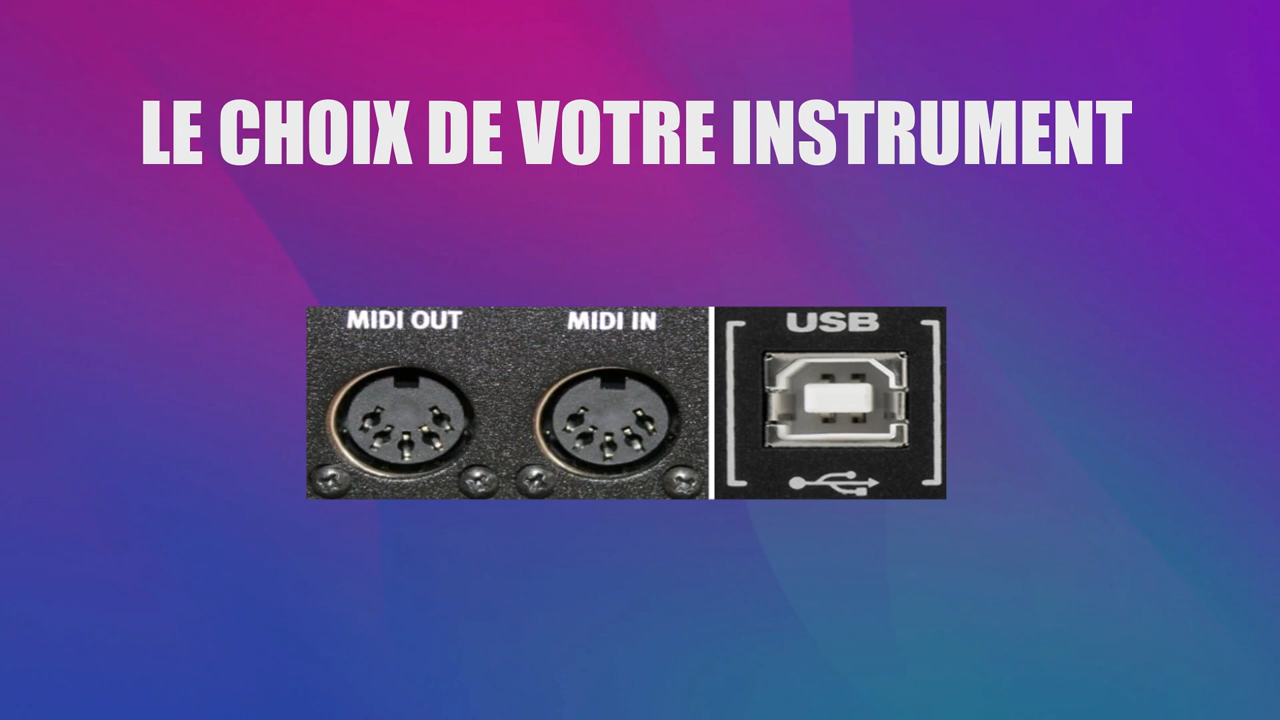 LE CHOIX DE VOTRE INSTRUMENT
MIDI OUT
MIDI IN
USB